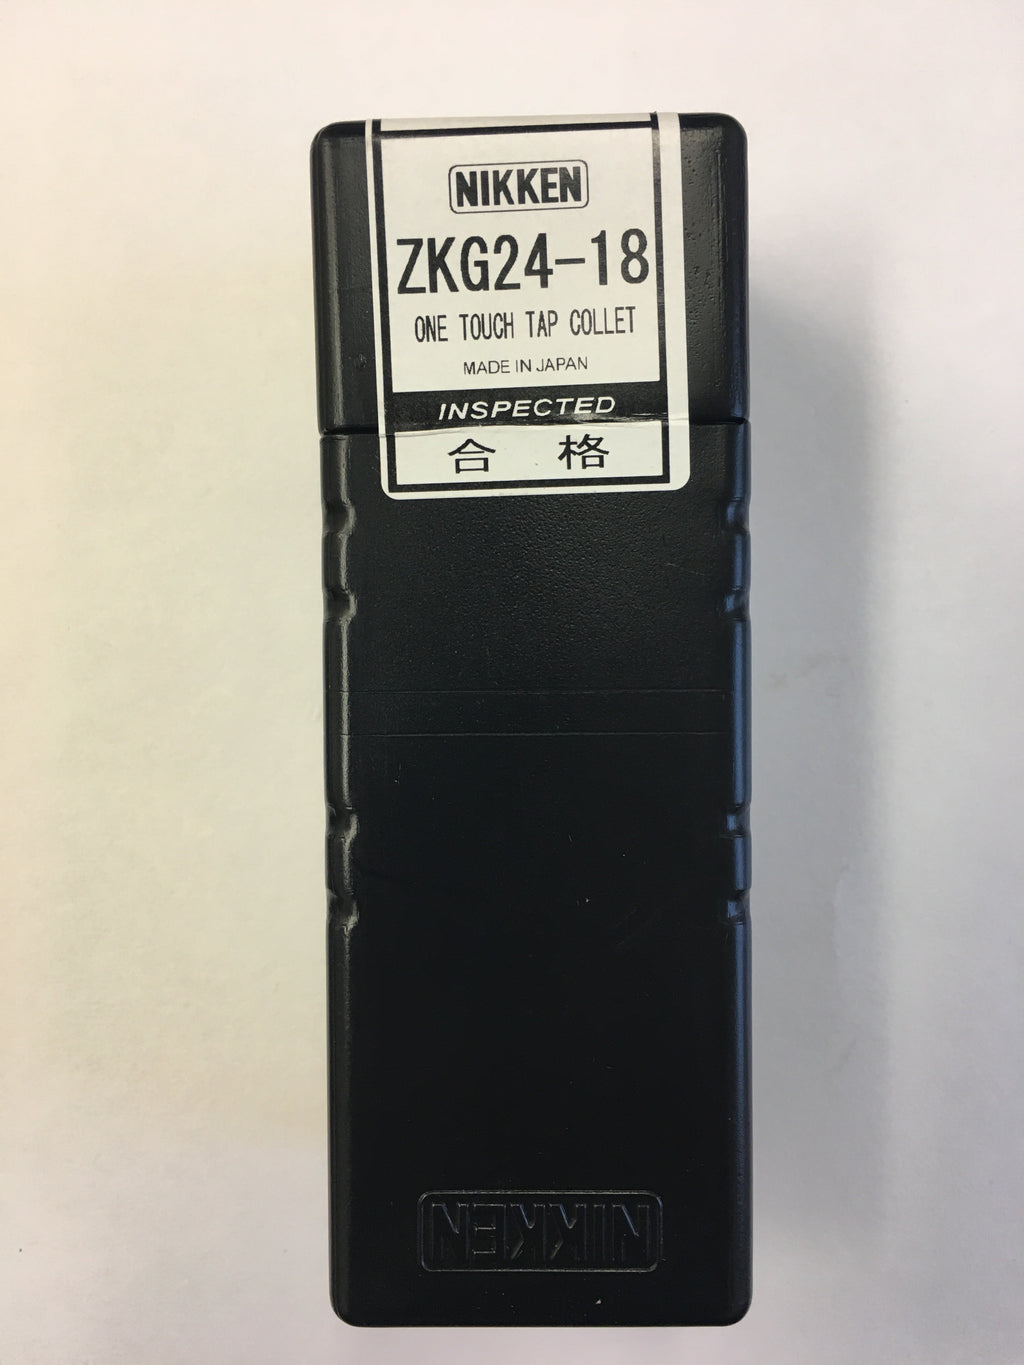 NIKKEN
ZKG24-18
ONE TOUCH TAP COLLET
MADE IN JAPAN
INSPECTED
合 格
NIKKEN